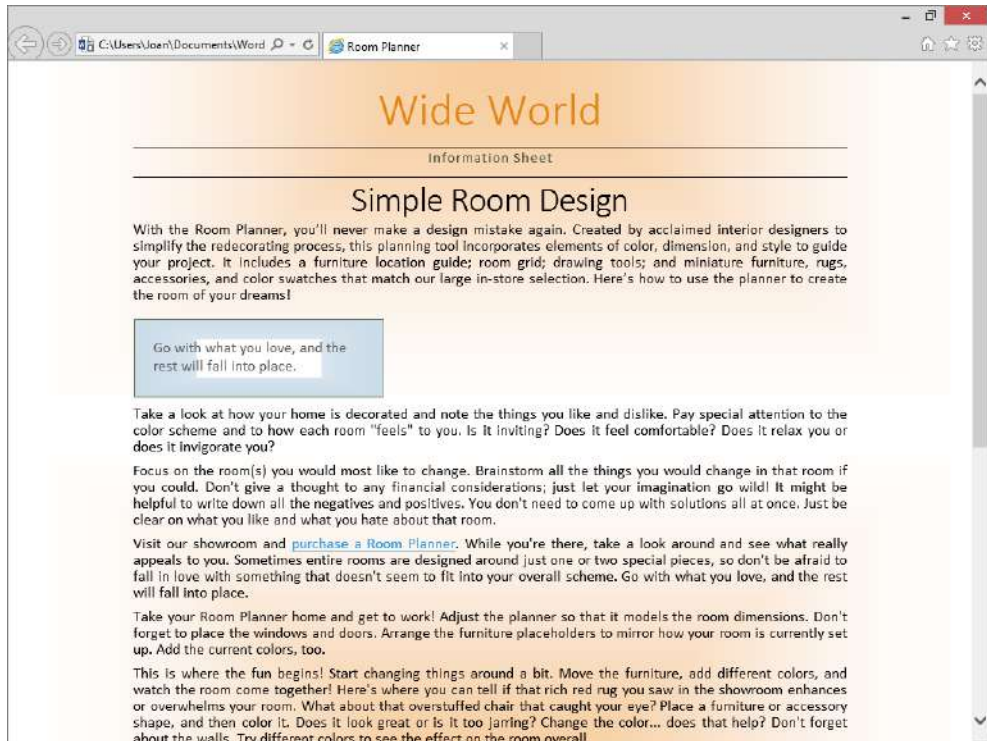 C:\Users\Joan\Documents\Word
Room Planner
Wide World
Information Sheet
Simple Room Design
With the Room Planner, you'll never make a design mistake again. Created by acclaimed interior designers to
simplify the redecorating process, this planning tool incorporates elements of color, dimension, and style to guide
your project. It includes a furniture location guide; room grid; drawing tools; and miniature furniture, rugs,
accessories, and color swatches that match our large in-store selection. Here's how to use the planner to create
the room of your dreams!
Go with what you love, and the
rest will fall into place.
Take a look at how your home is decorated and note the things you like and dislike. Pay special attention to the
color scheme and to how each room "feels" to you. Is it inviting? Does it feel comfortable? Does it relax you or
does it invigorate you?
Focus on the room(s) you would most like to change. Brainstorm all the things you would change in that room if
you could. Don't give a thought to any financial considerations; just let your imagination go wild! It might be
helpful to write down all the negatives and positives. You don't need to come up with solutions all at once. Just be
clear on what you like and what you hate about that room.
Visit our showroom and purchase a Room Planner. While you're there, take a look around and see what really
appeals to you. Sometimes entire rooms are designed around just one or two special pieces, so don't be afraid to
fall in love with something that doesn't seem to fit into your overall scheme. Go with what you love, and the rest
will fall into place.
Take your Room Planner home and get to work! Adjust the planner so that it models the room dimensions. Don't
forget to place the windows and doors. Arrange the furniture placeholders to mirror how your room is currently set
up. Add the current colors, too.
This is where the fun begins! Start changing things around a bit. Move the furniture, add different colors, and
watch the room come together! Here's where you can tell if that rich red rug you saw in the showroom enhances
or overwhelms your room. What about that overstuffed chair that caught your eye? Place a furniture or accessory
shape, and then color it. Does it look great or is it too jarring? Change the color... does that help? Don't forget
about the walls. Try different colors to see the effect on the room overall.